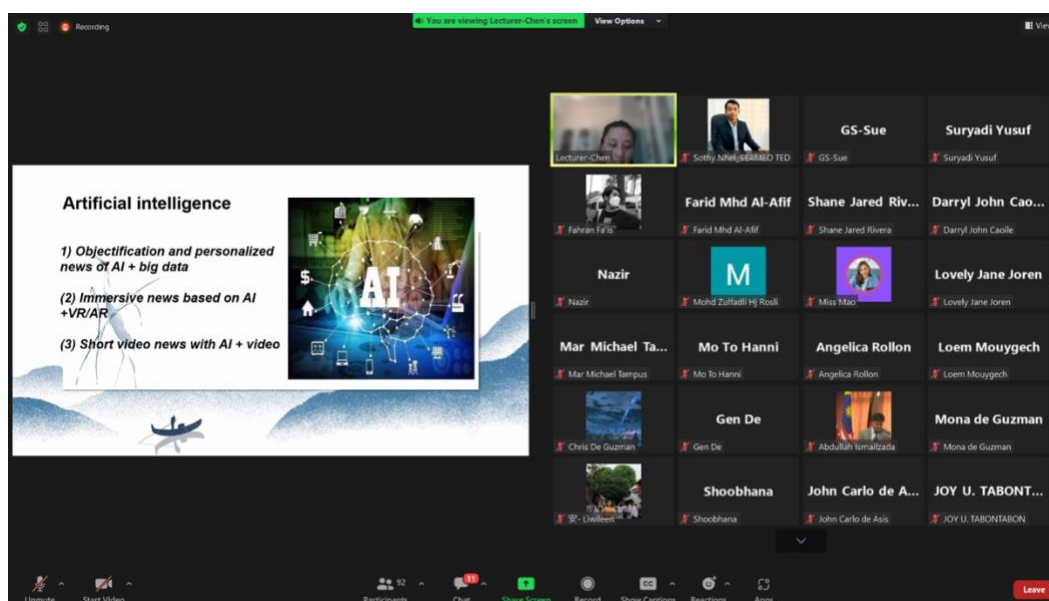 Recording
You are viewing Lecturer-Chen's screen
View Options
View
Artificial intelligence
1) Objectification and personalized
news of AI + big data
(2) Immersive news based on AI
+VR/AR
(3) Short video news with AI + video
AI
$
Lecturer-Chen
Sothy Nhel_SEAMEO TED
GS-Sue
GS-Sue
Suryadi Yusuf
Suryadi Yusuf
Fahran Fa'is
Farid Mhd Al-Afif
Farid Mhd Al-Afif
Shane Jared Riv...
Shane Jared Rivera
Darryl John Cao...
Darryl John Caoile
Nazir
Nazir
M
Mohd Zulfadli Hj Rosli
Miss Mao
Lovely Jane Joren
Lovely Jane Joren
Mar Michael Ta...
Mar Michael Tampus
Mo To Hanni
Mo To Hanni
Angelica Rollon
Angelica Rollon
Loem Mouygech
Loem Mouygech
Chris De Guzman
Gen De
Gen De
Abdullah Ismailzada
Mona de Guzman
Mona de Guzman
安- Liwileen
Shoobhana
Shoobhana
John Carlo de A...
John Carlo de Asis
JOY U. TABONT...
JOY U. TABONTABON
Unmute
Start Video
92
Participants
11
Chat
Share Screen
Record
CC
Show Captions
Reactions
Apps
Leave